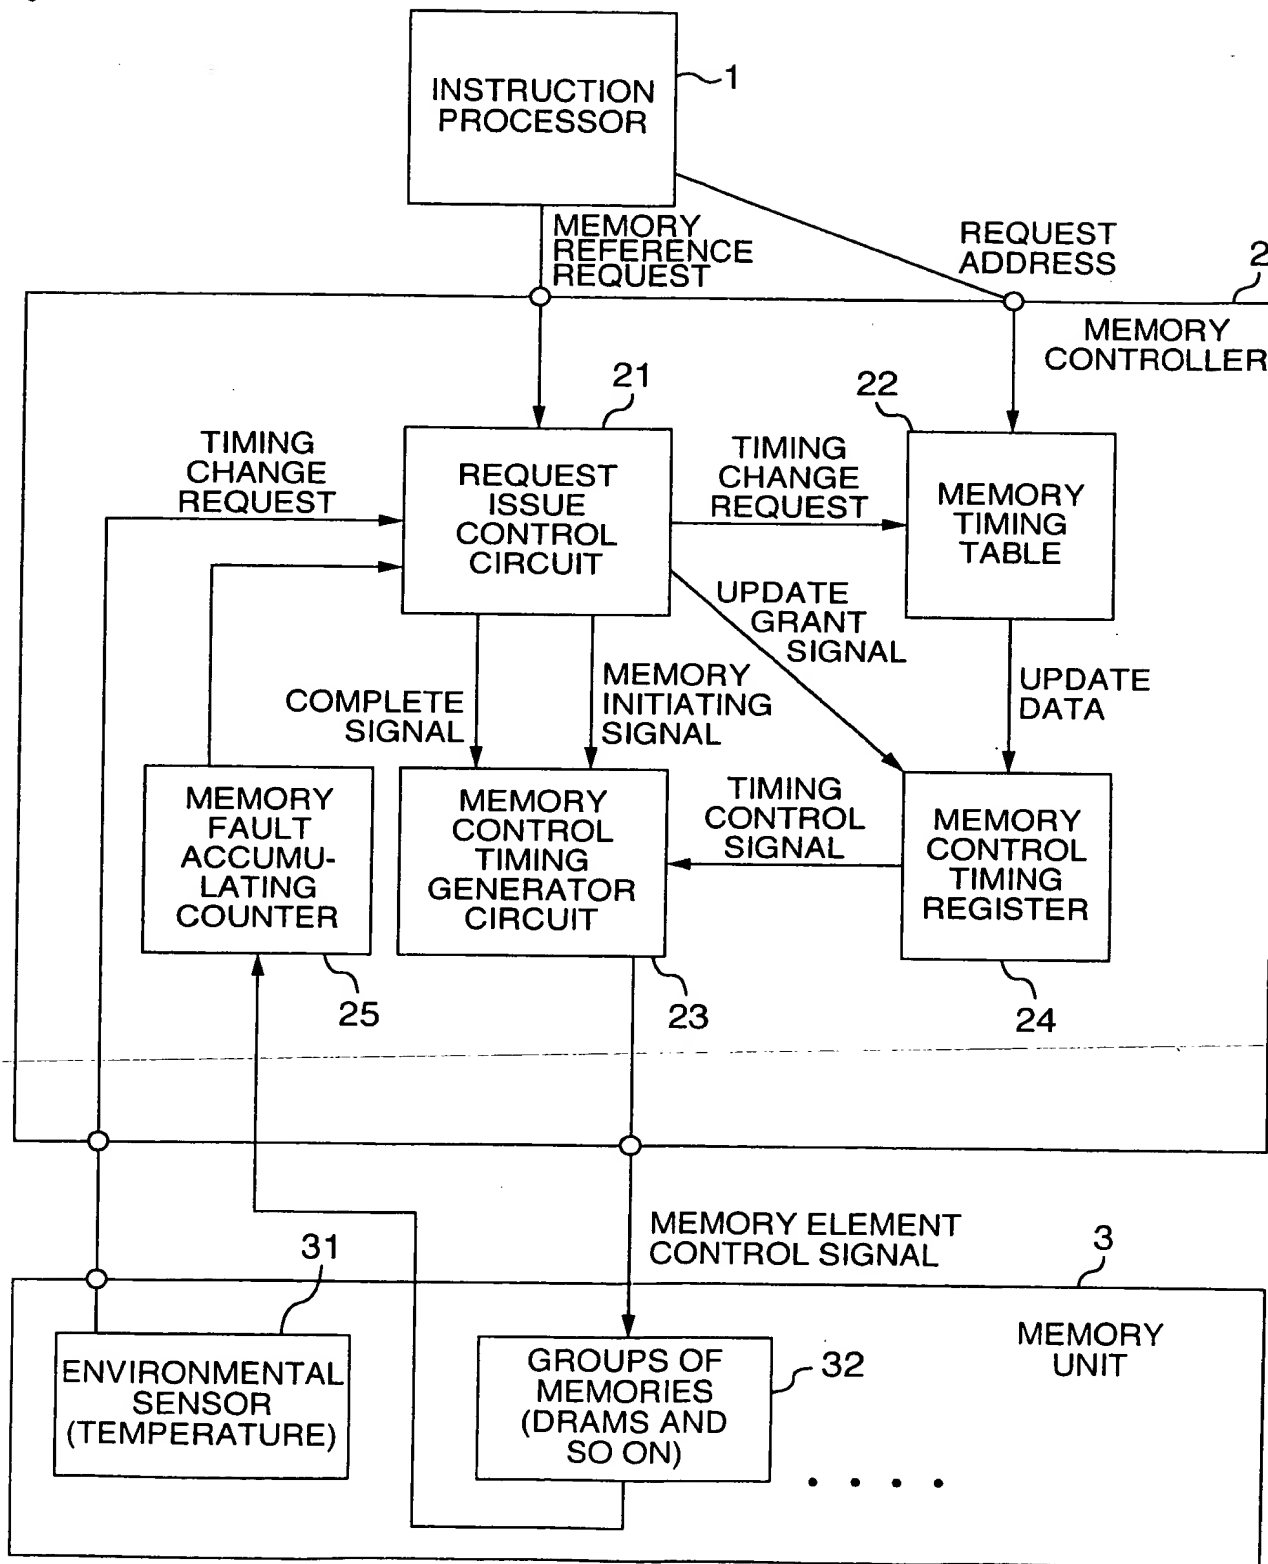 INSTRUCTION
PROCESSOR
1
MEMORY
REFERENCE
REQUEST
REQUEST
ADDRESS
2
MEMORY
CONTROLLER
21
22
TIMING
CHANGE
REQUEST
REQUEST
ISSUE
CONTROL
CIRCUIT
TIMING
CHANGE
REQUEST
MEMORY
TIMING
TABLE
UPDATE
GRANT
SIGNAL
COMPLETE
SIGNAL
MEMORY
INITIATING
SIGNAL
UPDATE
DATA
MEMORY
FAULT
ACCUMU-
LATING
COUNTER
MEMORY
CONTROL
TIMING
GENERATOR
CIRCUIT
TIMING
CONTROL
SIGNAL
MEMORY
CONTROL
TIMING
REGISTER
25
23
24
MEMORY ELEMENT
CONTROL SIGNAL
31
3
ENVIRONMENTAL
SENSOR
(TEMPERATURE)
GROUPS OF
MEMORIES
(DRAMS AND
SO ON)
32
MEMORY
UNIT
. . . .